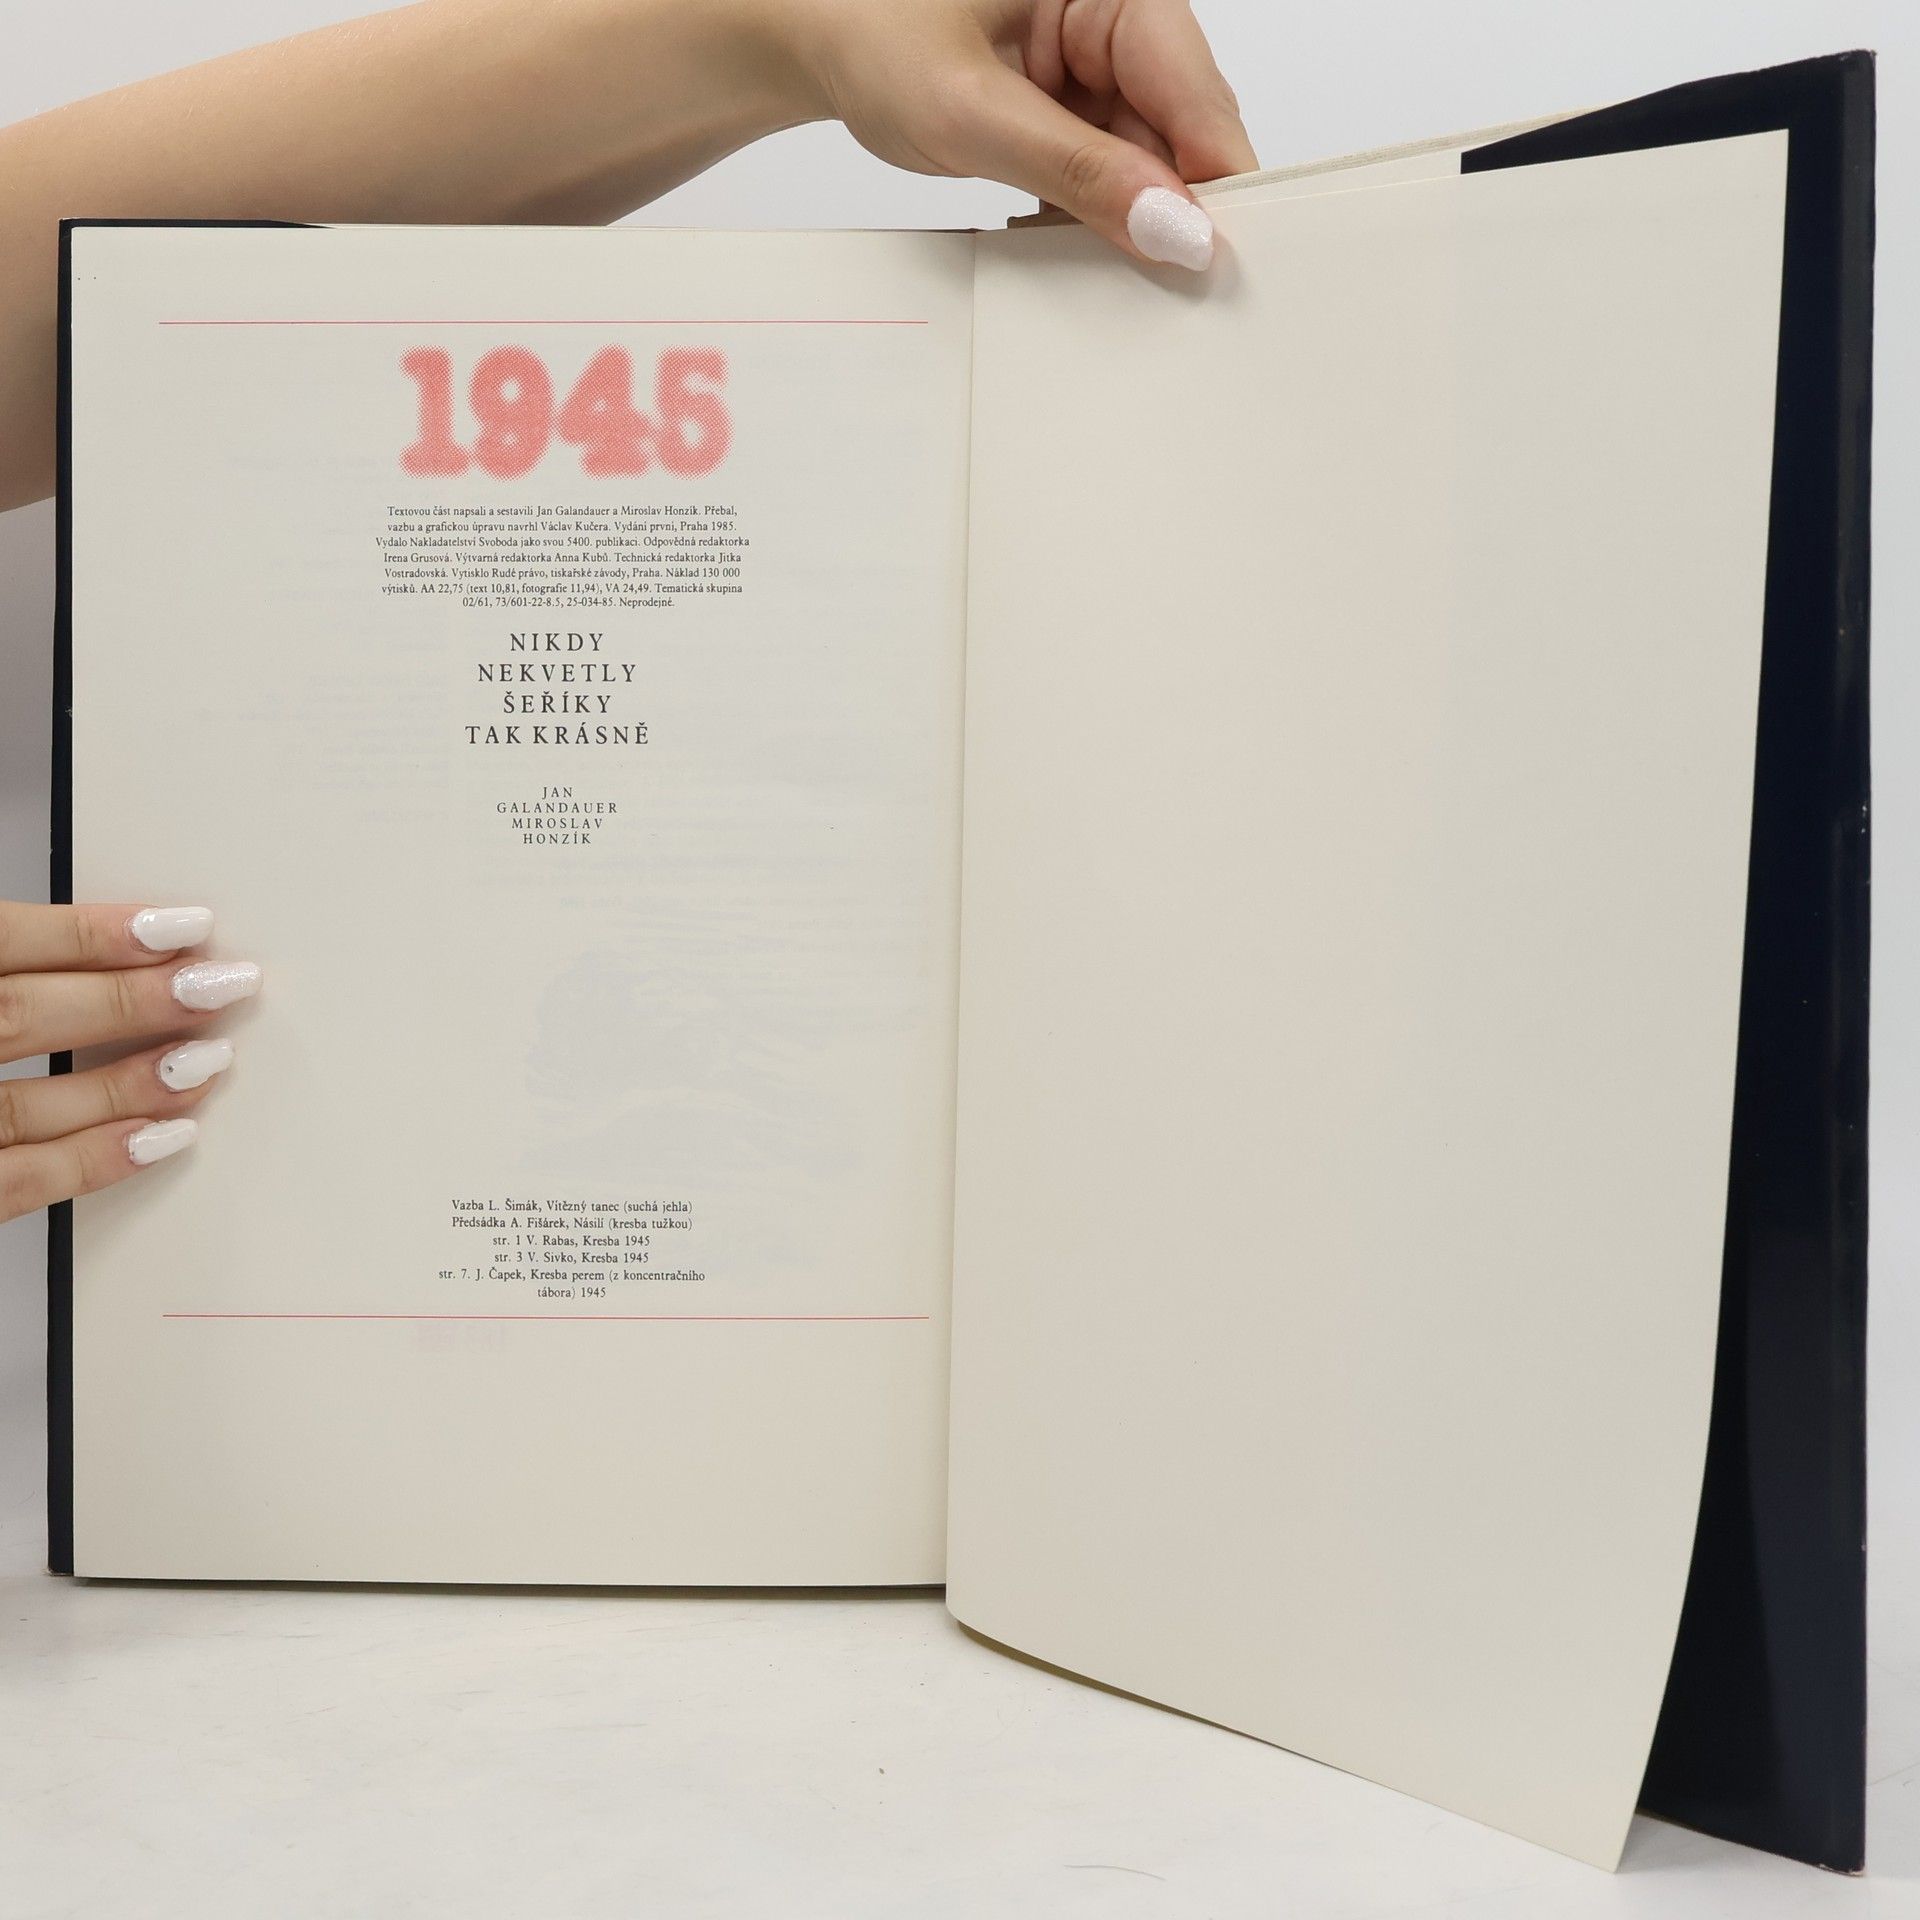 1945
Textovou část napsali a sestavili Jan Galandauer a Miroslav Honzík. Přebal,
vazbu a grafickou úpravu navrhl Václav Kučera. Vydání první, Praha 1985.
Vydalo Nakladatelství Svoboda jako svou 5400. publikaci. Odpovědná redaktorka
Irena Grusová. Výtvarná redaktorka Anna Kubů. Technická redaktorka Jitka
Vostradovská. Vytisklo Rudé právo, tiskařské závody, Praha. Náklad 130 000
výtisků. AA 22,75 (text 10,81, fotografie 11,94), VA 24,49. Tematická skupina
02/61, 73/601-22-8.5, 25-034-85. Neprodejné.
NIKDY
NEKVETLY
ŠEŘÍKY
TAK KRÁSNĚ
JAN
GALANDAUER
MIROSLAV
HONZÍK
Vazba L. Šimák, Vítězný tanec (suchá jehla)
Předsádka A. Fišárek, Násilí (kresba tužkou)
str. 1 V. Rabas, Kresba 1945
str. 3 V. Sivko, Kresba 1945
str. 7. J. Čapek, Kresba perem (z koncentračního
tábora) 1945